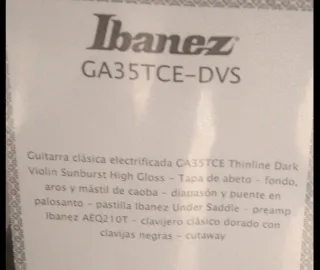 Ibanez
GA35TCE-DVS
Guitarra clásica electrificada GA35TCE Thinline Dark
Violin Sunburst High Gloss - Tapa de abeto - fondo,
aros y mástil de caoba - diapasón y puente en
palosanto - pastilla Ibanez Under Saddle - preamp
Ibanez AEQ210T - clavijero clásico dorado con
clavijas negras - cutaway